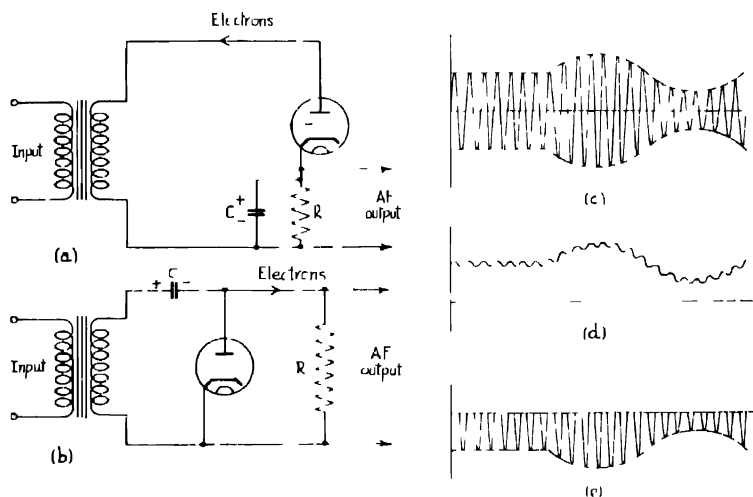 Electrons
Input
C
+
-
R
AF
output
(a)
Electrons
C
+
-
Input
R
AF
output
(b)
(c)
(d)
(e)